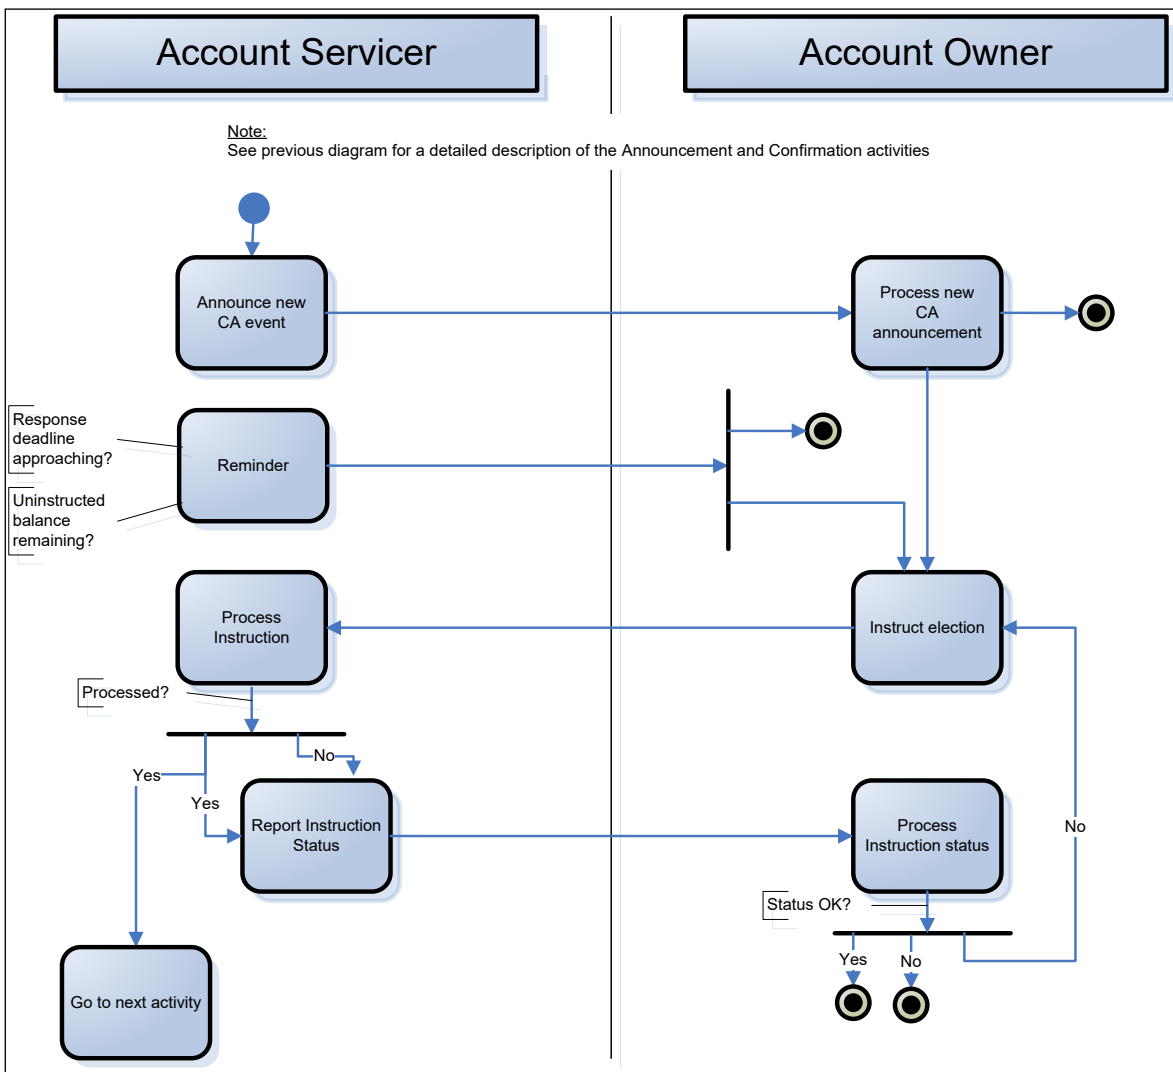 Account Servicer
Account Owner
Note:
See previous diagram for a detailed description of the Announcement and Confirmation activities
Announce new
CA event
Process new
CA
announcement
Response
deadline
approaching?
Reminder
Uninstructed
balance
remaining?
Process
Instruction
Instruct election
Processed?
No
Yes
Yes
Report Instruction
Status
Process
Instruction status
No
Status OK?
Yes
No
Go to next activity